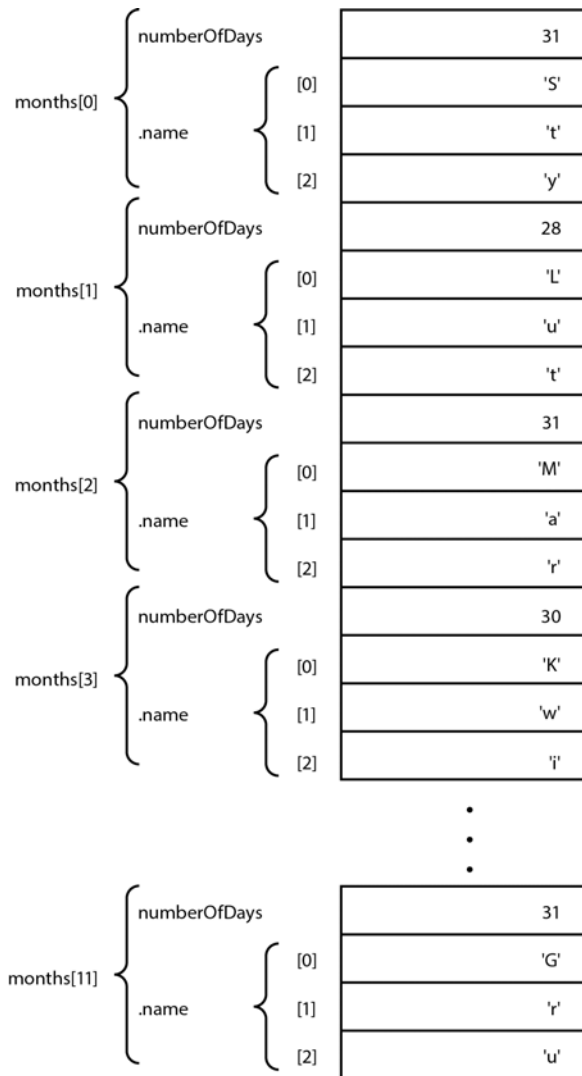 numberOfDays 31
[0] 'S'
months[0] .name [1] 't'
[2] 'y'
numberOfDays 28
[0] 'L'
months[1] .name [1] 'u'
[2] 't'
numberOfDays 31
[0] 'M'
months[2] .name [1] 'a'
[2] 'r'
numberOfDays 30
[0] 'K'
months[3] .name [1] 'w'
[2] 'i'
numberOfDays 31
[0] 'G'
months[11] .name [1] 'r'
[2] 'u'